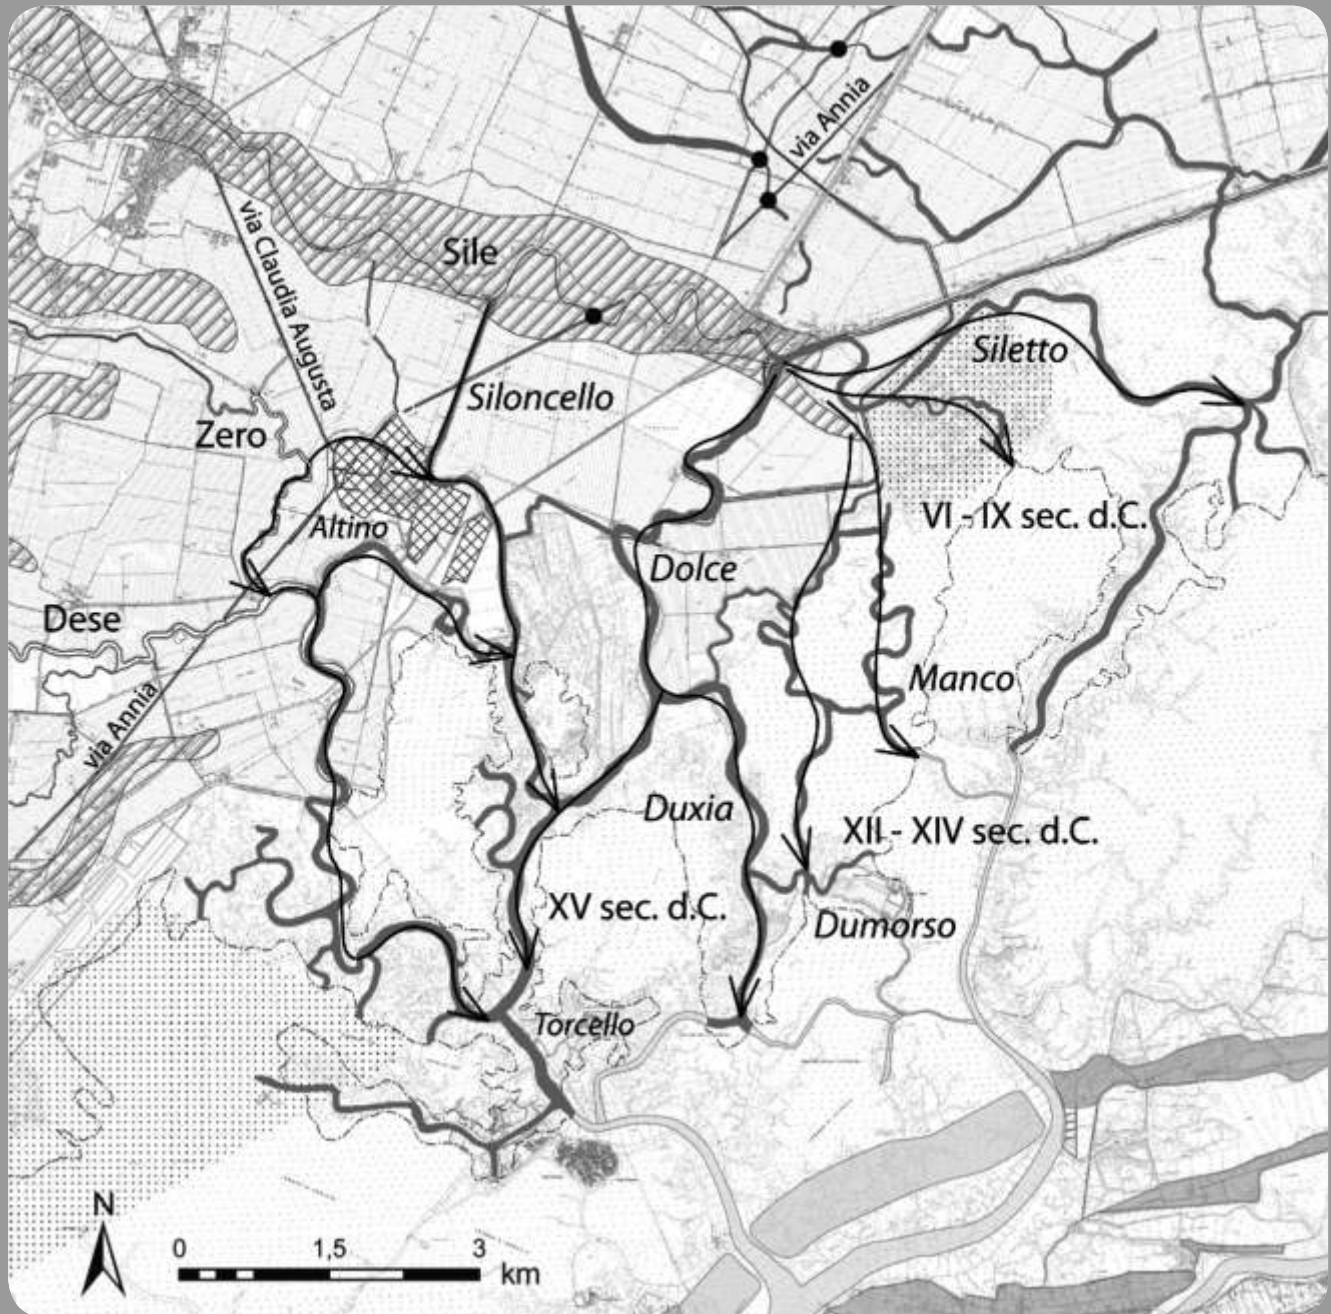 via Annia
Sile
via Claudia Augusta
Siletto
Siloncello
Zero
VI - IX sec. d.C.
Altino
Dolce
Dese
Manco
via Annia
Duxia
XII - XIV sec. d.C.
XV sec. d.C.
Dumorso
Torcello
N
0 1,5 3
km